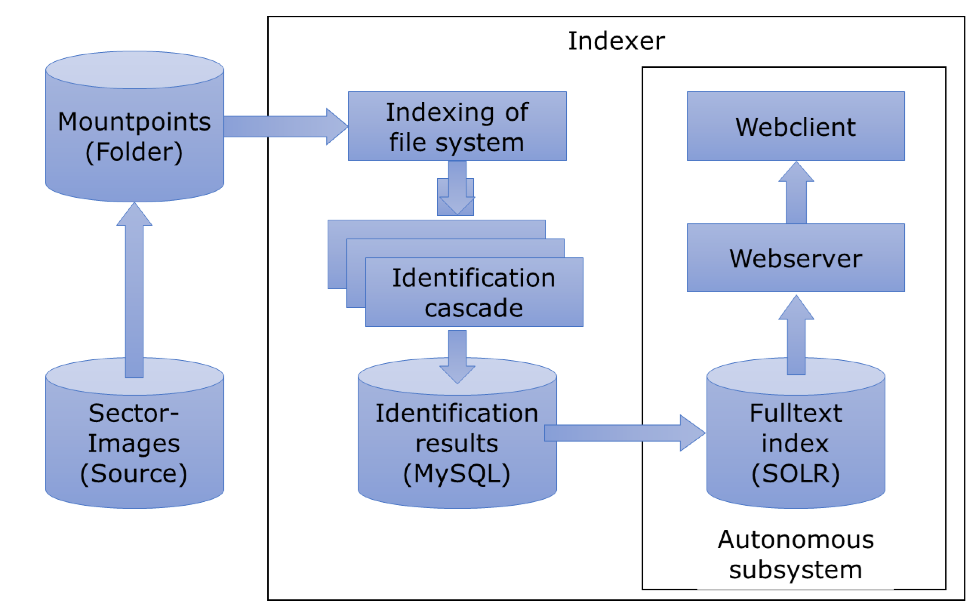 Indexer
Mountpoints
(Folder)
Indexing of
file system
Webclient
Webserver
Identification
cascade
Sector-
Images
(Source)
Identification
results
(MySQL)
Fulltext
index
(SOLR)
Autonomous
subsystem